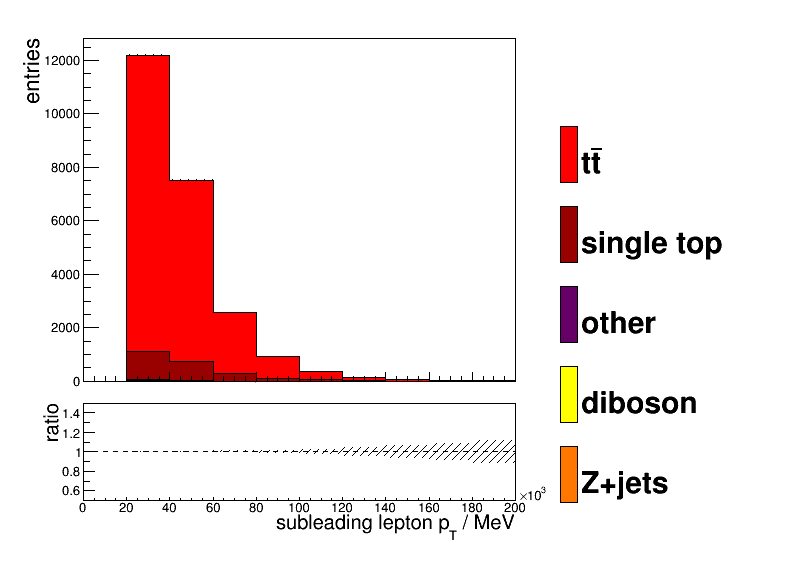 entries
12000
10000
8000
6000
4000
2000
0
ratio
1.4
1.2
1
0.8
0.6
0 20 40 60 80 100 120 140 160 180 200
×10³
subleading lepton p_T / MeV
tt̄
single top
other
diboson
Z+jets